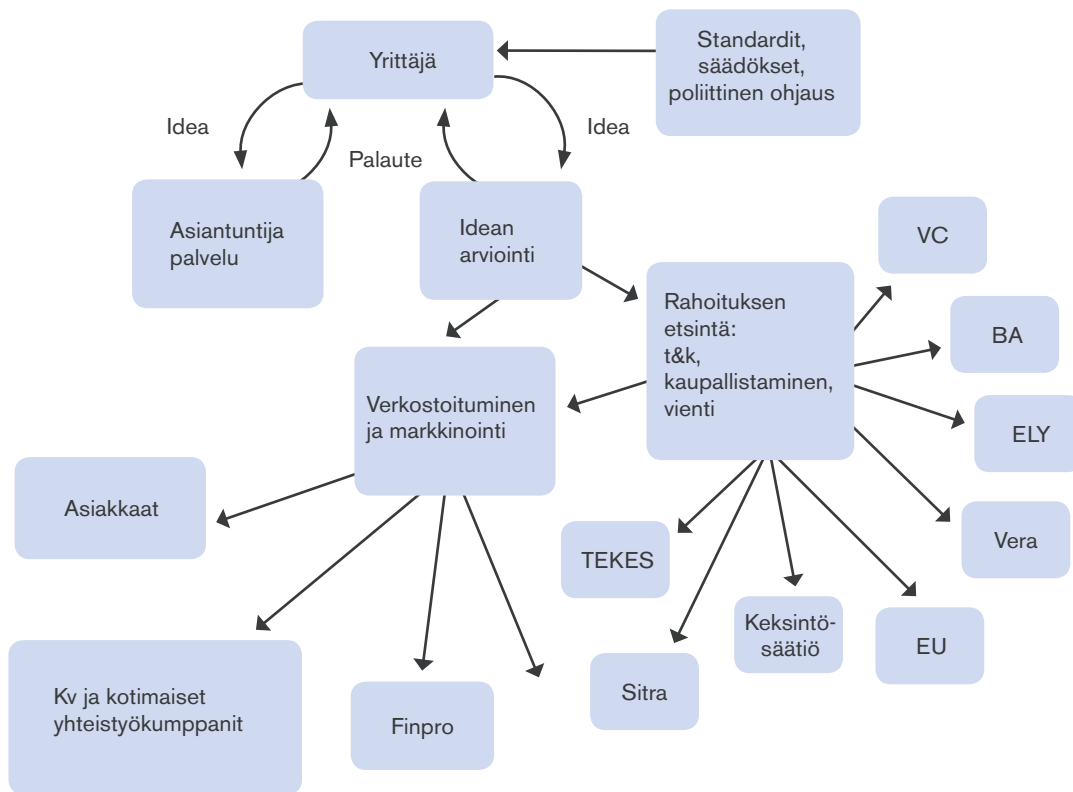 Yrittäjä
Standardit,
säädökset,
poliittinen ohjaus
Idea
Palaute
Idea
Asiantuntija
palvelu
Idean
arviointi
VC
Rahoituksen
etsintä:
t&k,
kaupallistaminen,
vienti
BA
Verkostoituminen
ja markkinointi
ELY
Asiakkaat
Vera
TEKES
Keksintö-
säätiö
EU
Kv ja kotimaiset
yhteistyökumppanit
Finpro
Sitra